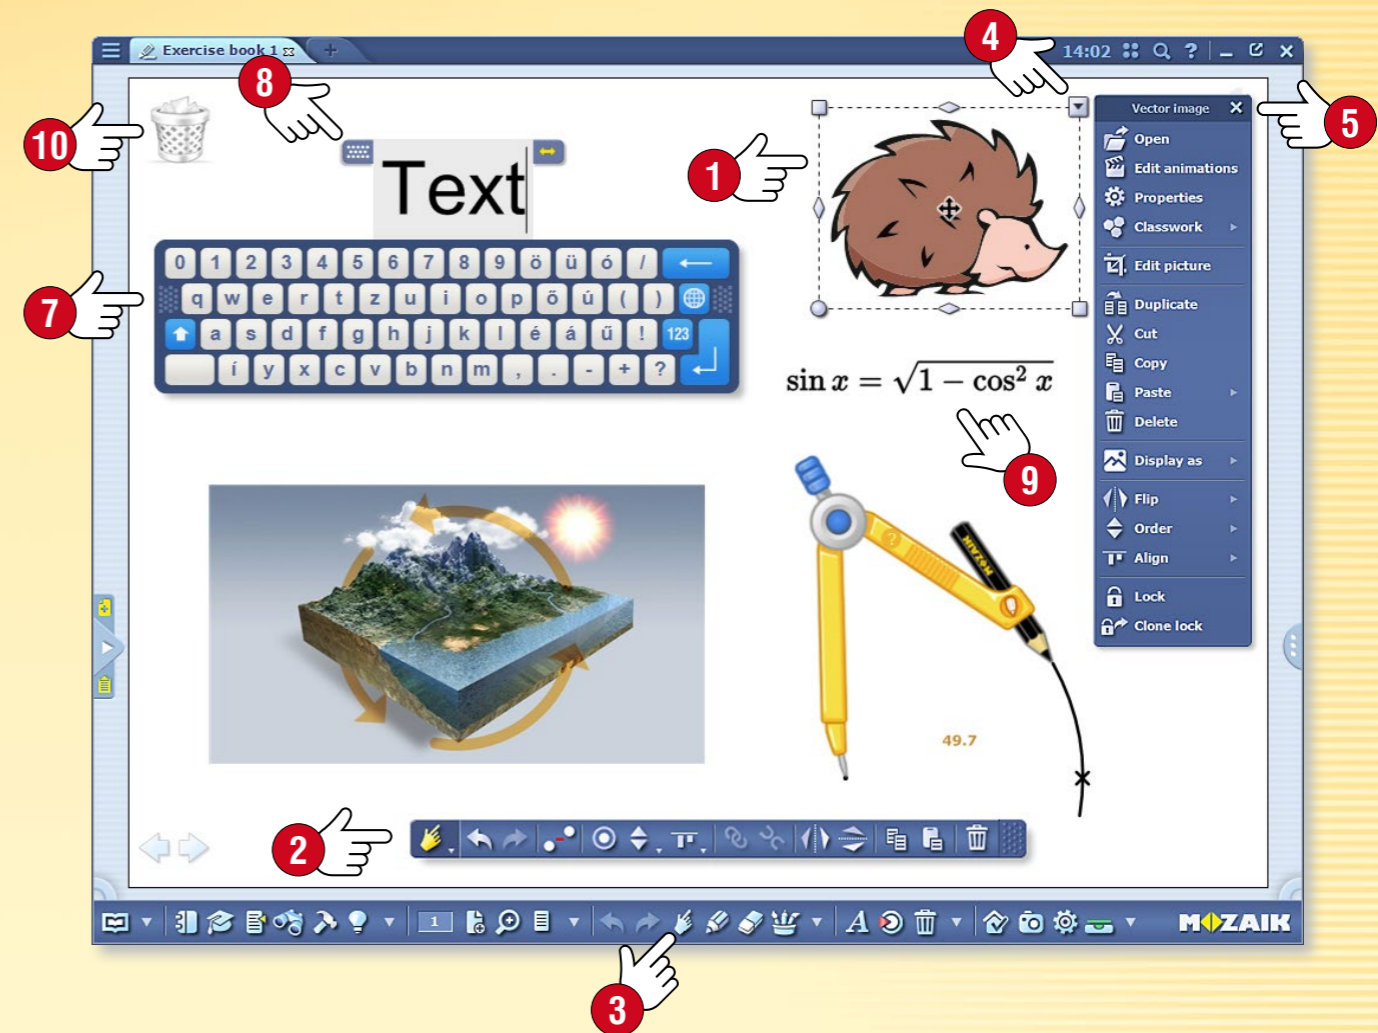 4
Exercise book 1
14:02
?
8
10
5
Vector image
1
Text
Open
Edit animations
Properties
Classwork
Edit picture
Duplicate
Cut
Copy
Paste
Delete
Display as
Flip
Order
Align
Lock
Clone lock
7
0 1 2 3 4 5 6 7 8 9 ö ü ó /
q w e r t z u i o p ő ú ( )
a s d f g h j k l é á ű ! 123
í y x c v b n m , . - + ?
sin x = √(1 − cos² x)
9
MOZAIK
49.7
2
1
A
MOZAIK
3